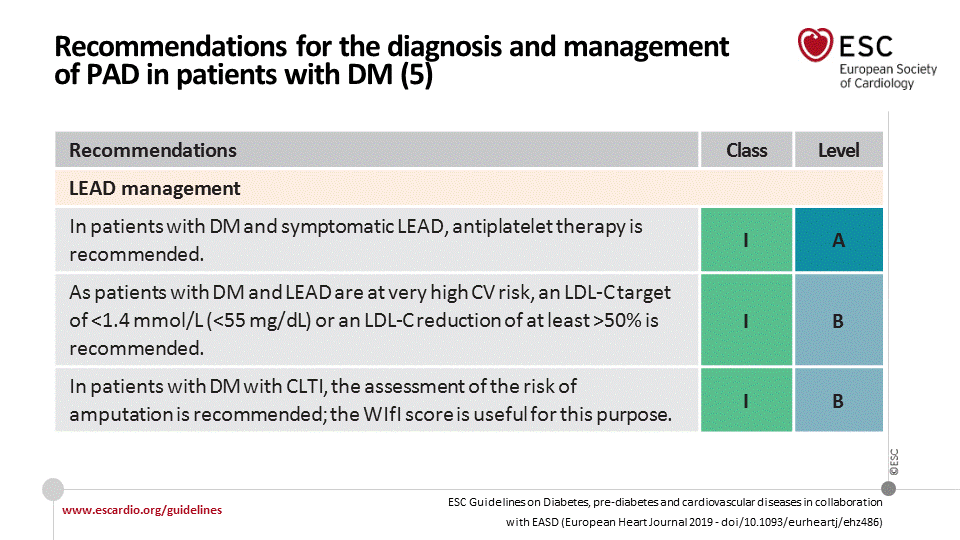 Recommendations for the diagnosis and management
of PAD in patients with DM (5)
ESC
European Society
of Cardiology
Recommendations Class Level
LEAD management
In patients with DM and symptomatic LEAD, antiplatelet therapy is
recommended.
I A
As patients with DM and LEAD are at very high CV risk, an LDL-C target
of <1.4 mmol/L (<55 mg/dL) or an LDL-C reduction of at least >50% is
recommended.
I B
In patients with DM with CLTI, the assessment of the risk of
amputation is recommended; the WIfI score is useful for this purpose.
I B
©ESC
www.escardio.org/guidelines
ESC Guidelines on Diabetes, pre-diabetes and cardiovascular diseases in collaboration
with EASD (European Heart Journal 2019 - doi/10.1093/eurheartj/ehz486)